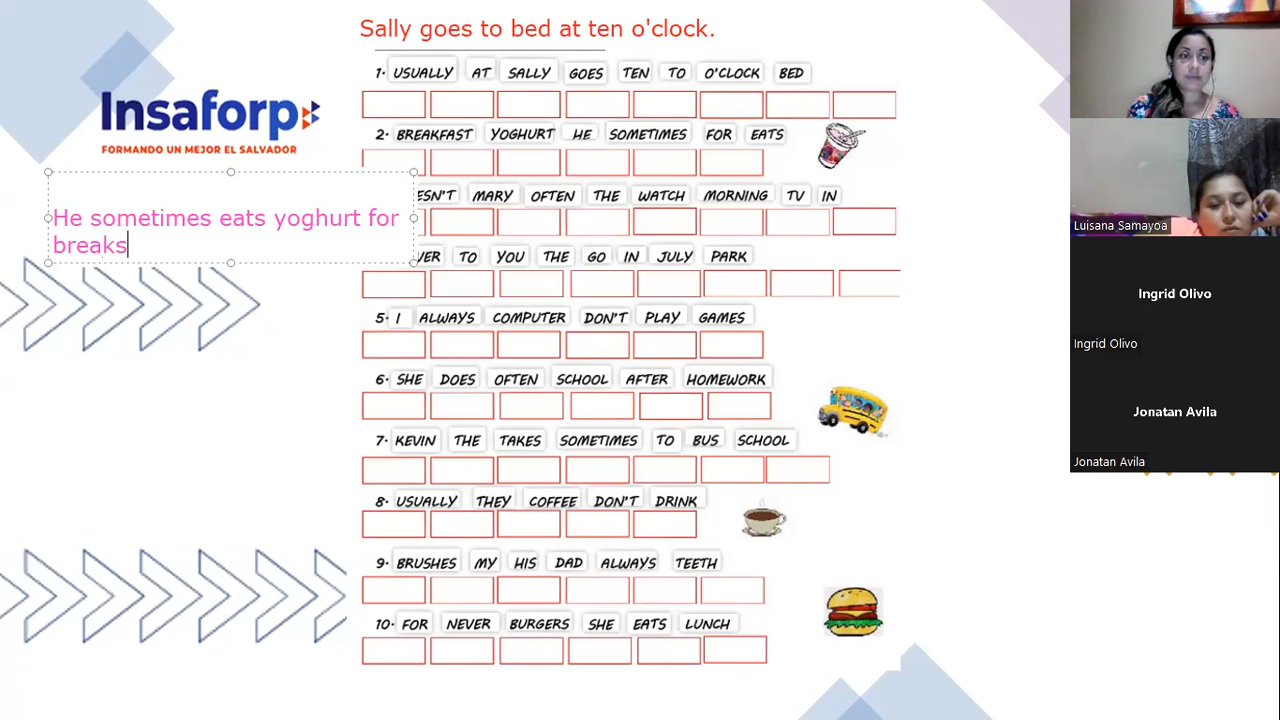 Sally goes to bed at ten o'clock.
1. USUALLY AT SALLY GOES TEN TO O'CLOCK BED
Insaforp
FORMANDO UN MEJOR EL SALVADOR
2. BREAKFAST YOGHURT HE SOMETIMES FOR EATS
He sometimes eats yoghurt for
breaks
ESN'T MARY OFTEN THE WATCH MORNING TV IN
VER TO YOU THE GO IN JULY PARK
5. I ALWAYS COMPUTER DON'T PLAY GAMES
6. SHE DOES OFTEN SCHOOL AFTER HOMEWORK
7. KEVIN THE TAKES SOMETIMES TO BUS SCHOOL
8. USUALLY THEY COFFEE DON'T DRINK
9. BRUSHES MY HIS DAD ALWAYS TEETH
10. FOR NEVER BURGERS SHE EATS LUNCH
Luisana Samayoa
Ingrid Olivo
Ingrid Olivo
Jonatan Avila
Jonatan Avila